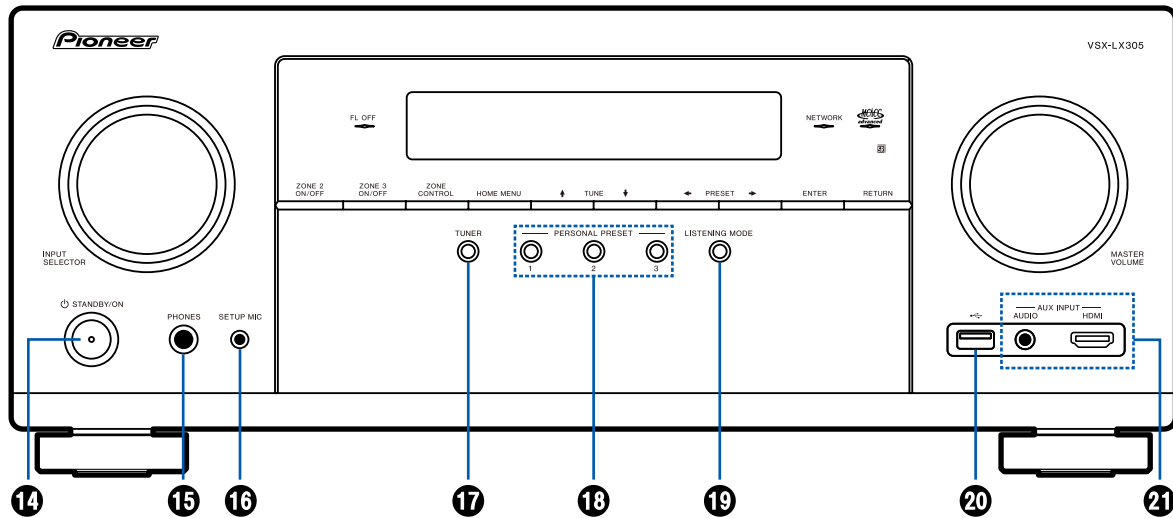 Pioneer
VSX-LX305
FL OFF
NETWORK
MCACC
advanced
ZONE 2
ON/OFF
ZONE 3
ON/OFF
ZONE
CONTROL
HOME MENU
TUNE
PRESET
ENTER
RETURN
TUNER
PERSONAL PRESET
LISTENING MODE
1
2
3
INPUT
SELECTOR
MASTER
VOLUME
STANDBY/ON
PHONES
SETUP MIC
AUX INPUT
AUDIO
HDMI
14
15
16
17
18
19
20
21